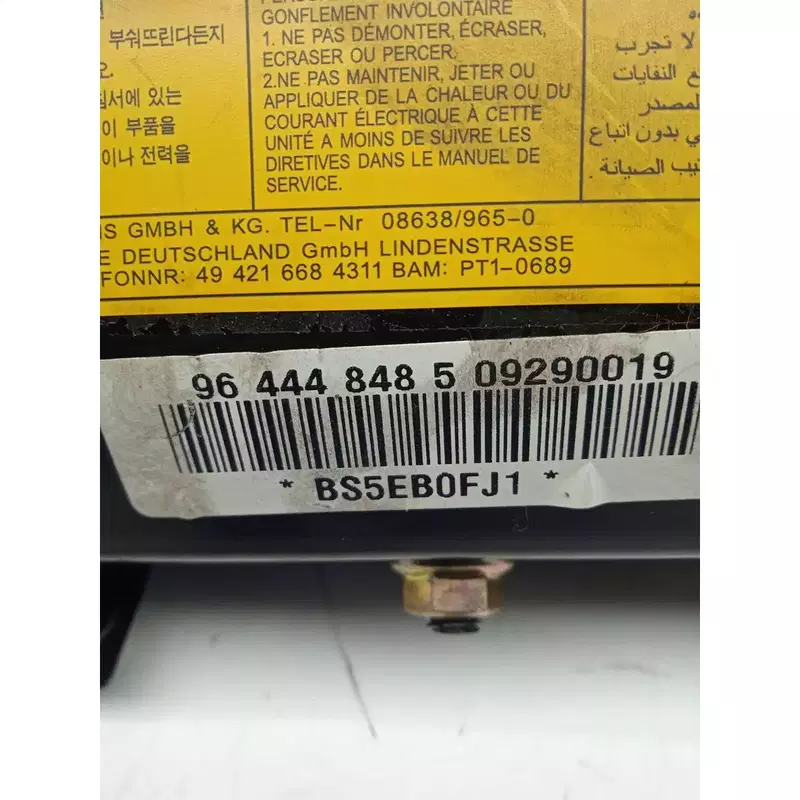 부숴뜨린다든지
요.
침서에 있는
이 부품을
이나 전력을
GONFLEMENT INVOLONTAIRE
1. NE PAS DÉMONTER, ÉCRASER,
ECRASER OU PERCER.
2.NE PAS MAINTENIR, JETER OU
APPLIQUER DE LA CHALEUR OU DU
COURANT ÉLECTRIQUE À CETTE
UNITÉ A MOINS DE SUIVRE LES
DIRETIVES DANS LE MANUEL DE
SERVICE.
لا تجرب
النفايات
المصدر
بدون اتباع
الصيانة.
GMBH & KG. TEL-Nr 08638/965-0
E DEUTSCHLAND GmbH LINDENSTRASSE
FONNR: 49 421 668 4311 BAM: PT1-0689
96 444 848 5 09290019
* BS5EB0FJ1 *